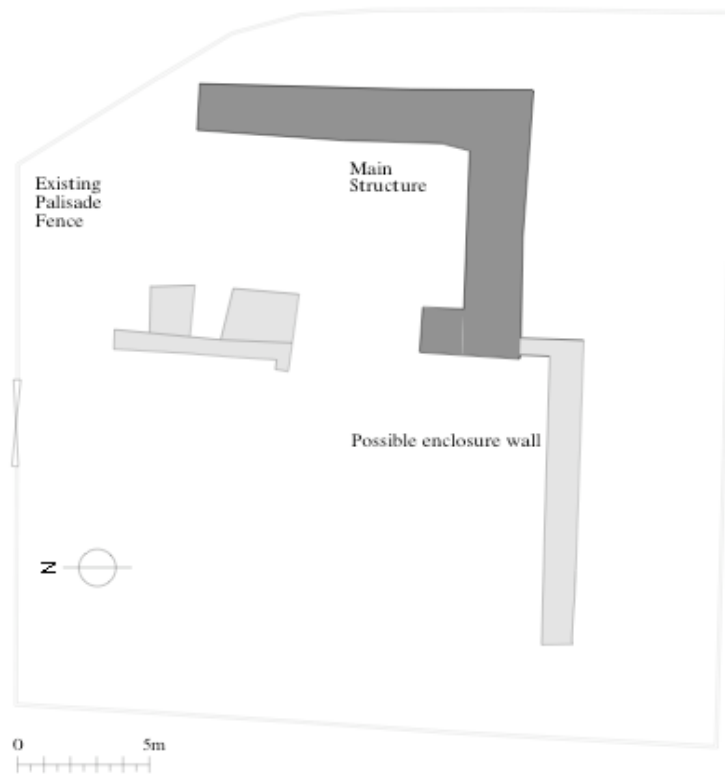 Main
Structure
Existing
Palisade
Fence
Possible enclosure wall
N
0 5m